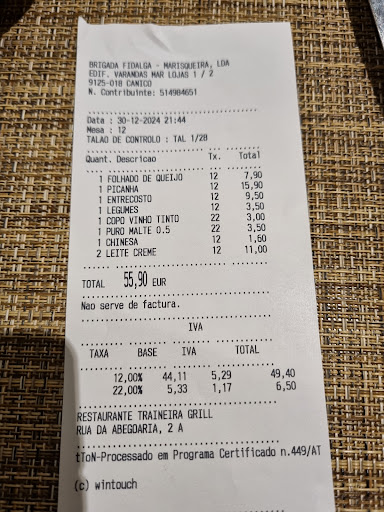 BRIGADA FIDALGA - MARISQUEIRA, LDA
EDIF. VARANDAS MAR LOJAS 1 / 2
9125-018 CANICO
N. Contribuinte: 514984651
Data : 30-12-2024 21:44
Mesa : 12
TALAO DE CONTROLO : TAL 1/28
Quant. Descricao Tx. Total
1 FOLHADO DE QUEIJO 12 7,90
1 PICANHA 12 15,90
1 ENTRECOSTO 12 9,50
1 LEGUMES 12 3,50
1 COPO VINHO TINTO 22 3,00
1 PURO MALTE 0.5 22 3,50
1 CHINESA 12 1,60
2 LEITE CREME 12 11,00
TOTAL 55,90 EUR
Nao serve de factura.
IVA
TAXA BASE IVA TOTAL
12,00% 44,11 5,29 49,40
22,00% 5,33 1,17 6,50
RESTAURANTE TRAINEIRA GRILL
RUA DA ABEGOARIA, 2 A
tToN-Processado em Programa Certificado n.449/AT
(c) wintouch